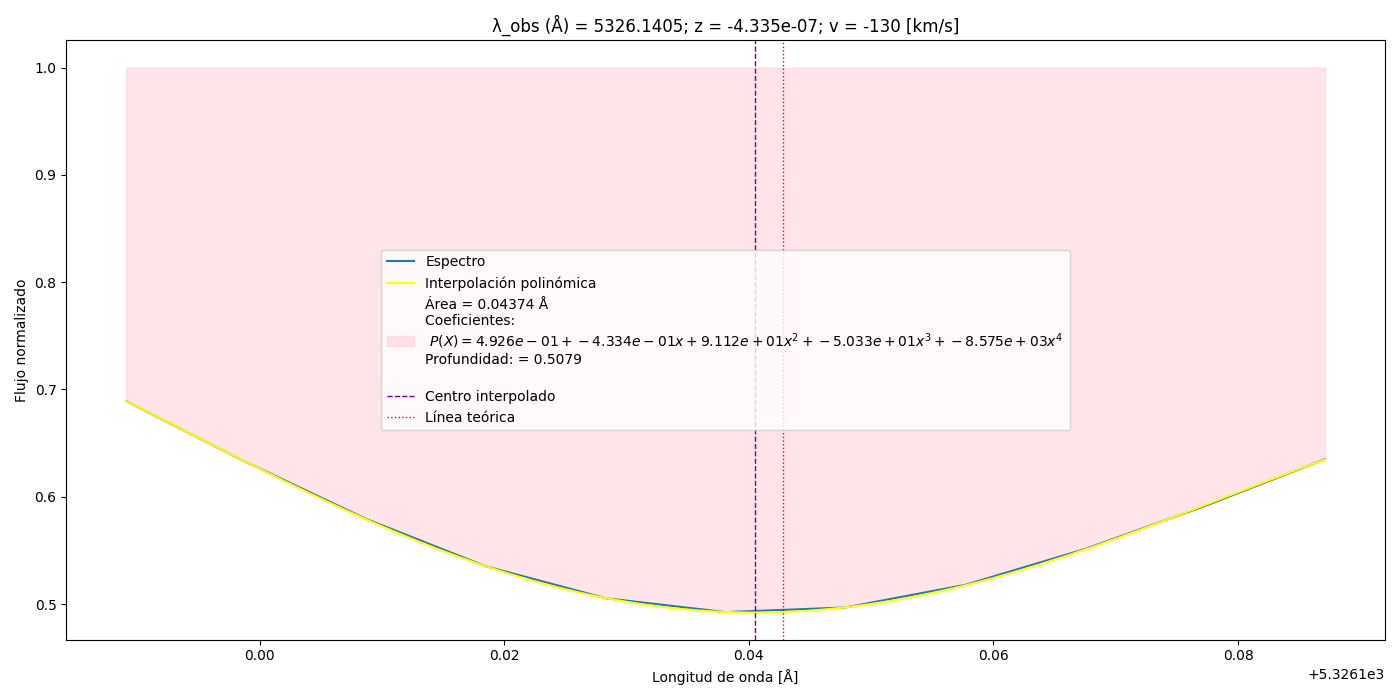 λ_obs (Å) = 5326.1405; z = -4.335e-07; v = -130 [km/s]
1.0
0.9
0.8
0.7
0.6
0.5
Flujo normalizado
Espectro
Interpolación polinómica
Área = 0.04374 Å
Coeficientes:
P(X) = 4.926e − 01 + −4.334e − 01x + 9.112e + 01x² + −5.033e + 01x³ + −8.575e + 03x⁴
Profundidad: = 0.5079
Centro interpolado
Línea teórica
0.00 0.02 0.04 0.06 0.08
+5.3261e3
Longitud de onda [Å]